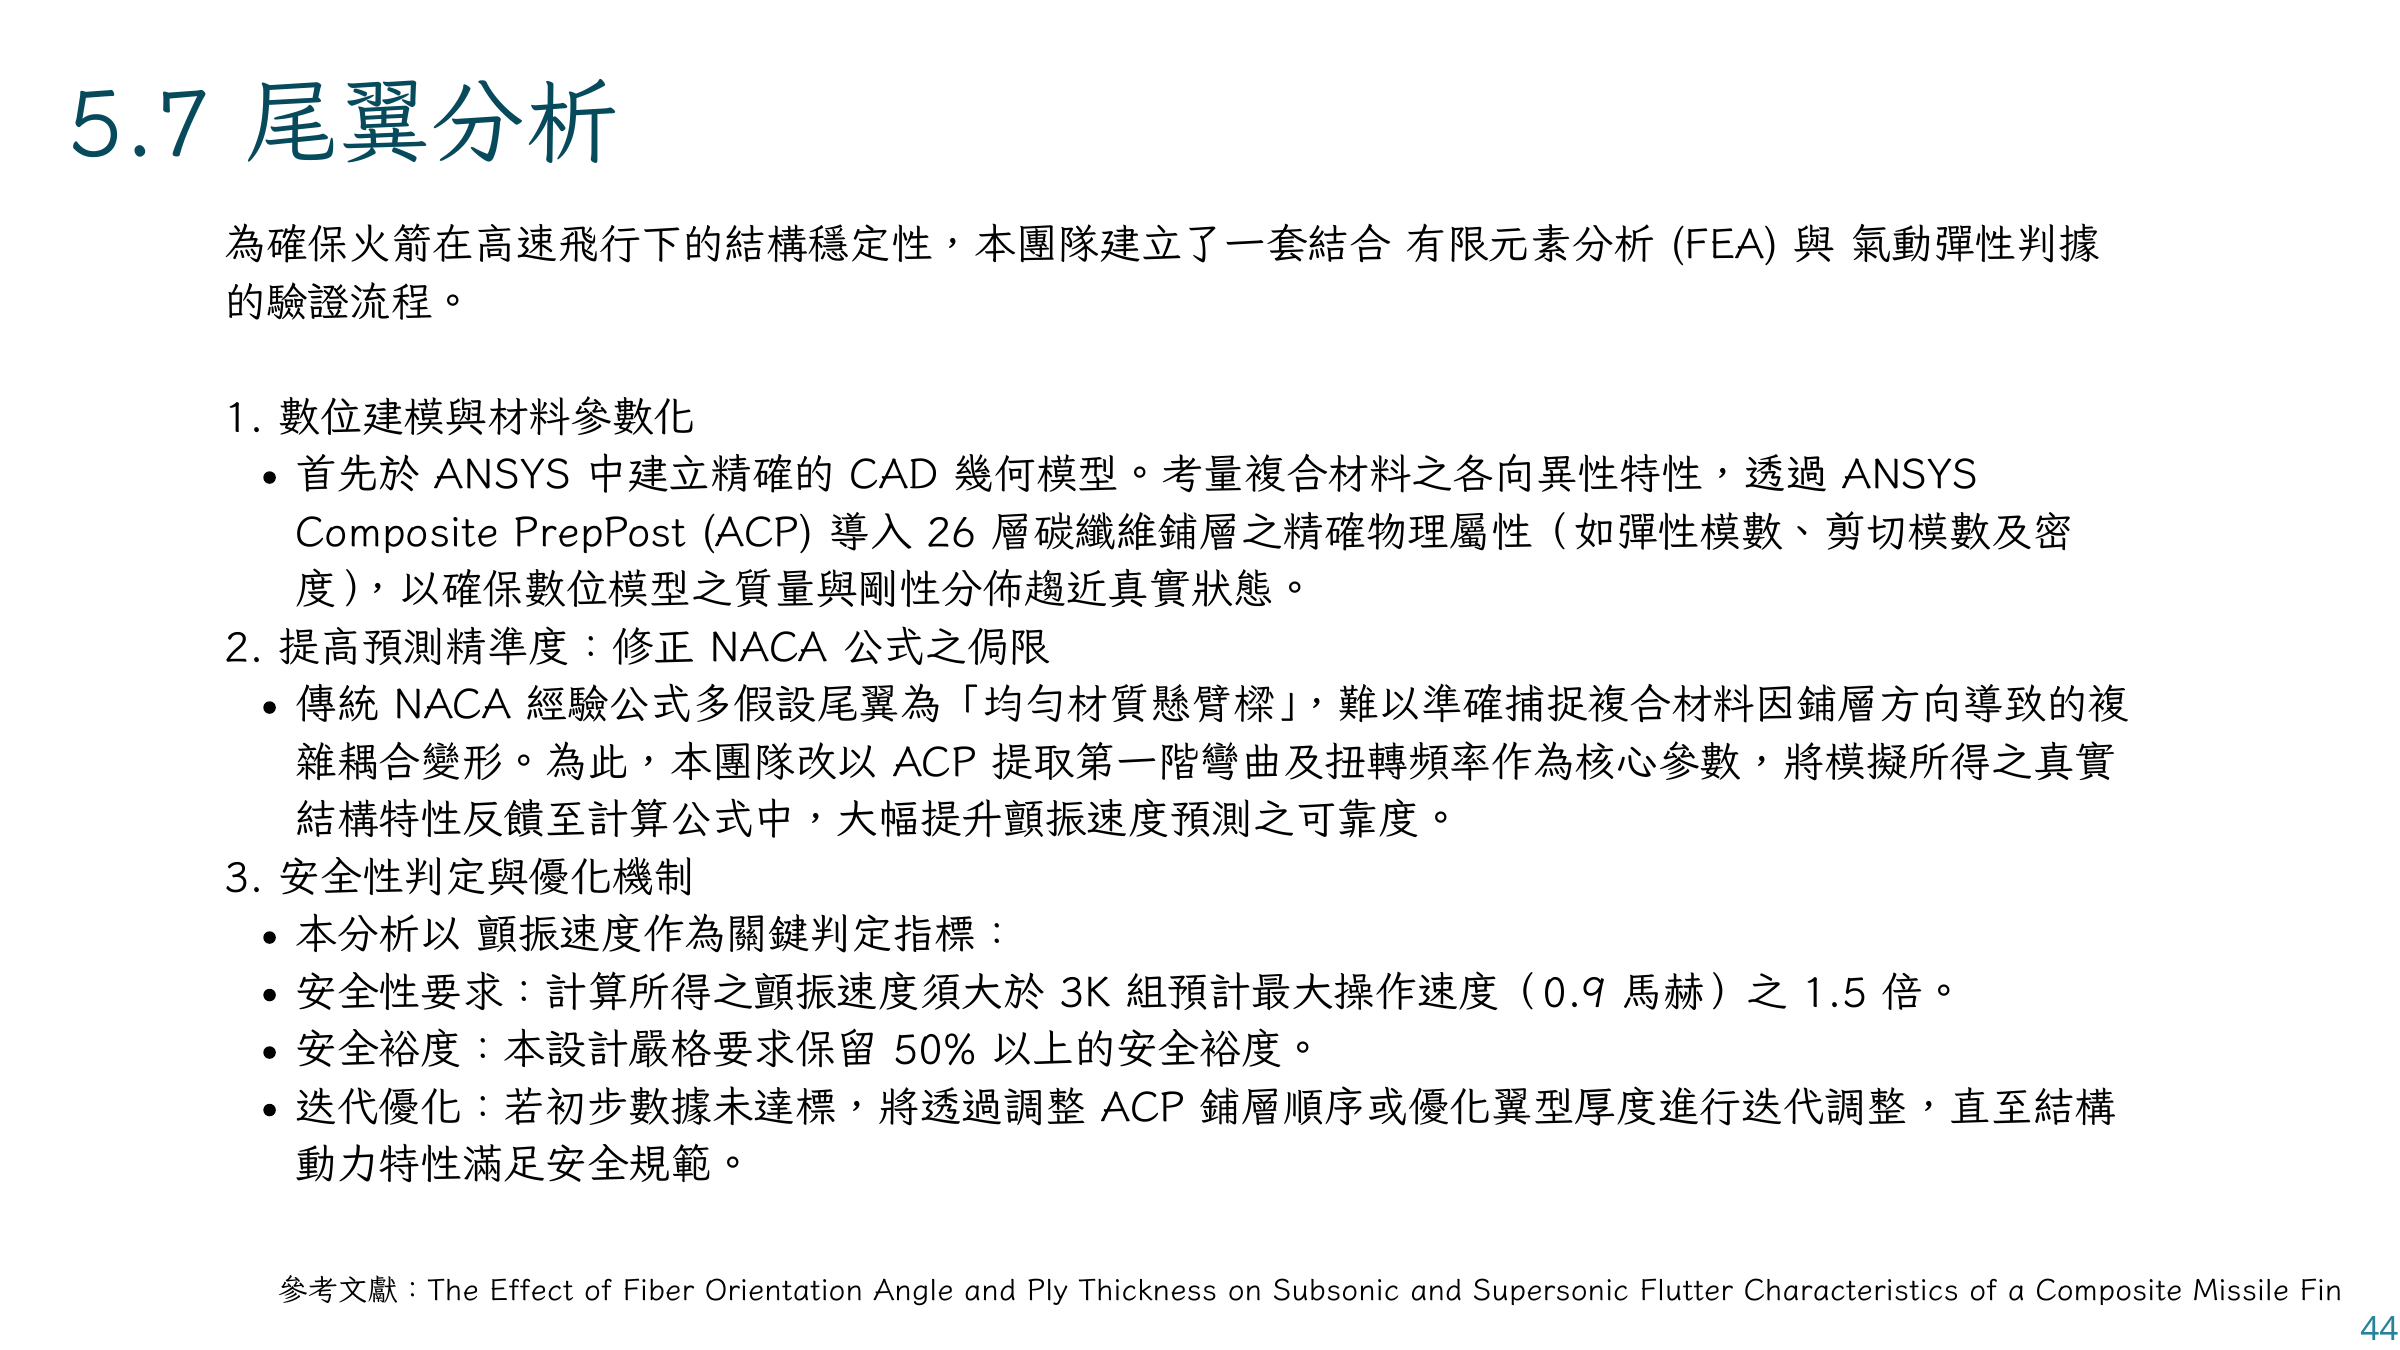 5.7 尾翼分析
為確保火箭在高速飛行下的結構穩定性，本團隊建立了一套結合 有限元素分析 (FEA) 與 氣動彈性判據
的驗證流程。
1. 數位建模與材料參數化
• 首先於 ANSYS 中建立精確的 CAD 幾何模型。考量複合材料之各向異性特性，透過 ANSYS
Composite PrepPost (ACP) 導入 26 層碳纖維鋪層之精確物理屬性（如彈性模數、剪切模數及密
度），以確保數位模型之質量與剛性分佈趨近真實狀態。
2. 提高預測精準度：修正 NACA 公式之侷限
• 傳統 NACA 經驗公式多假設尾翼為「均勻材質懸臂樑」，難以準確捕捉複合材料因鋪層方向導致的複
雜耦合變形。為此，本團隊改以 ACP 提取第一階彎曲及扭轉頻率作為核心參數，將模擬所得之真實
結構特性反饋至計算公式中，大幅提升顫振速度預測之可靠度。
3. 安全性判定與優化機制
• 本分析以 顫振速度作為關鍵判定指標：
• 安全性要求：計算所得之顫振速度須大於 3K 組預計最大操作速度（0.9 馬赫）之 1.5 倍。
• 安全裕度：本設計嚴格要求保留 50% 以上的安全裕度。
• 迭代優化：若初步數據未達標，將透過調整 ACP 鋪層順序或優化翼型厚度進行迭代調整，直至結構
動力特性滿足安全規範。
參考文獻：The Effect of Fiber Orientation Angle and Ply Thickness on Subsonic and Supersonic Flutter Characteristics of a Composite Missile Fin
44